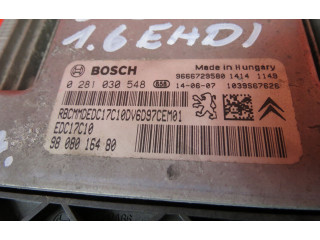 1.6 EHDI
BOSCH
Made in Hungary
9666729580 1414 1149
0 281 030 548 14-06-07 1039S67626
RBCMMDEDC17C10DV6D97CEM01
EDC17C10
98 080 164 80